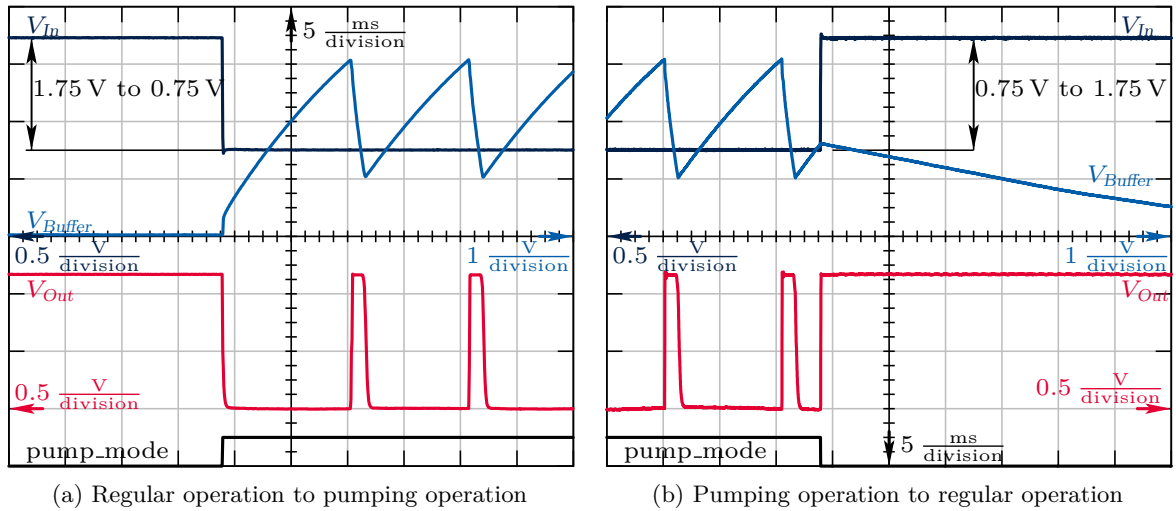 V_In
5 ms/division
1.75 V to 0.75 V
V_Buffer
0.5 V/division
1 V/division
V_Out
0.5 V/division
pump_mode
(a) Regular operation to pumping operation
V_In
0.75 V to 1.75 V
V_Buffer
0.5 V/division
1 V/division
V_Out
0.5 V/division
pump_mode
5 ms/division
(b) Pumping operation to regular operation